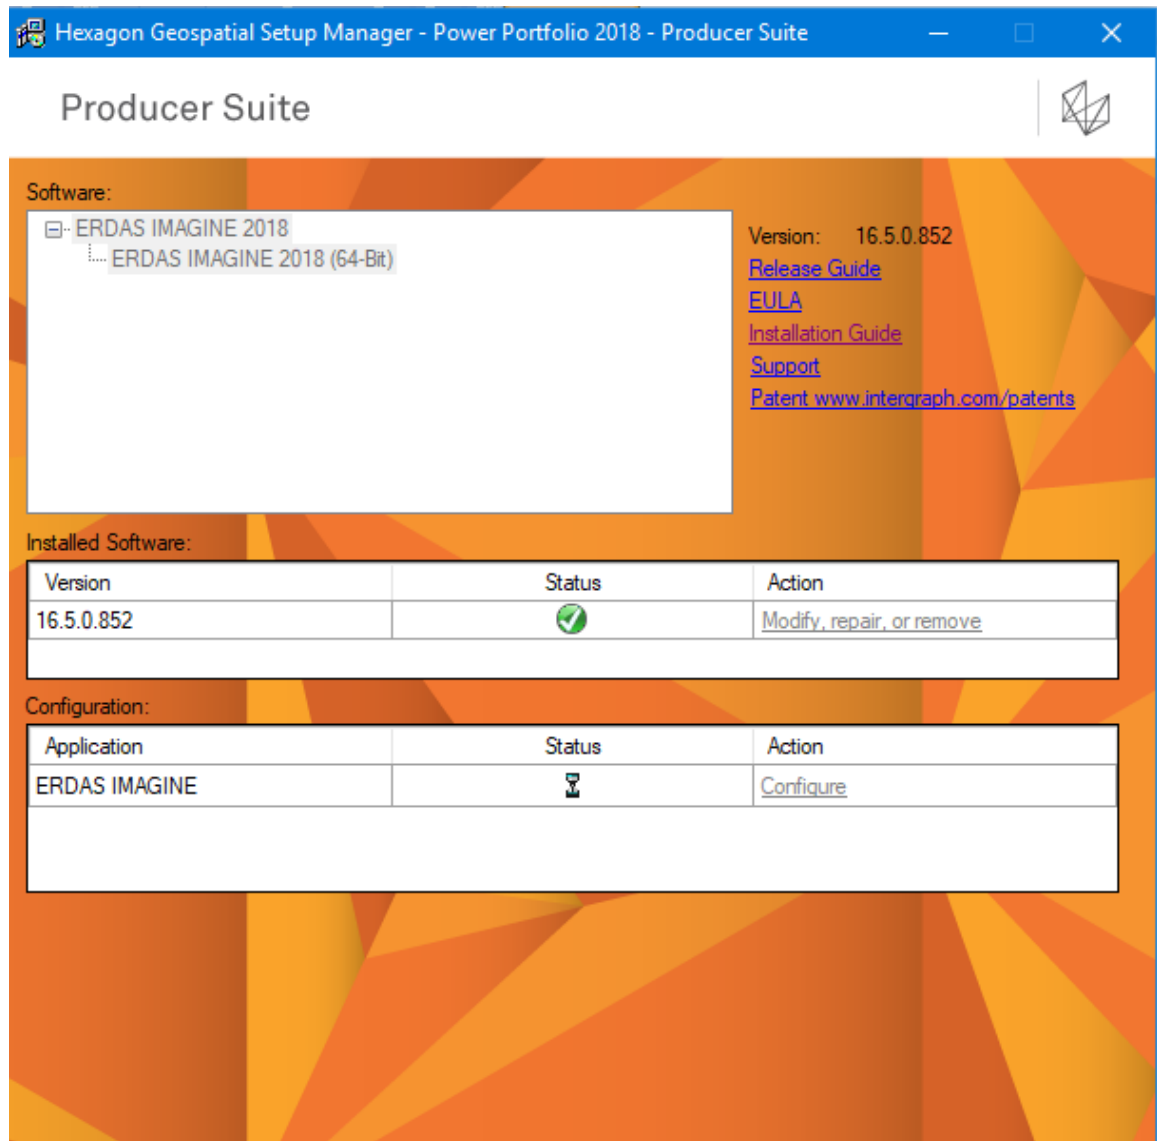 Hexagon Geospatial Setup Manager - Power Portfolio 2018 - Producer Suite
Producer Suite
Software:
ERDAS IMAGINE 2018
ERDAS IMAGINE 2018 (64-Bit)
Version: 16.5.0.852
Release Guide
EULA
Installation Guide
Support
Patent www.intergraph.com/patents
Installed Software:
Version Status Action
16.5.0.852 Modify, repair, or remove
Configuration:
Application Status Action
ERDAS IMAGINE Configure